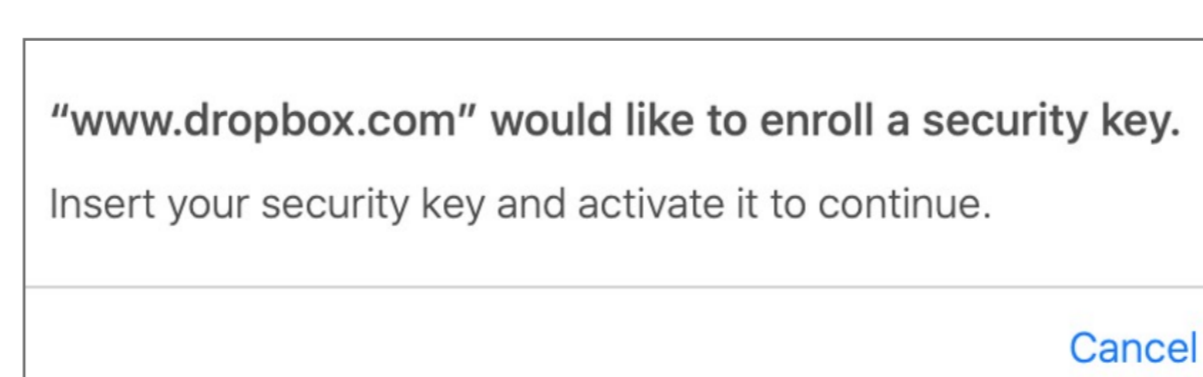 “www.dropbox.com” would like to enroll a security key.
Insert your security key and activate it to continue.
Cancel